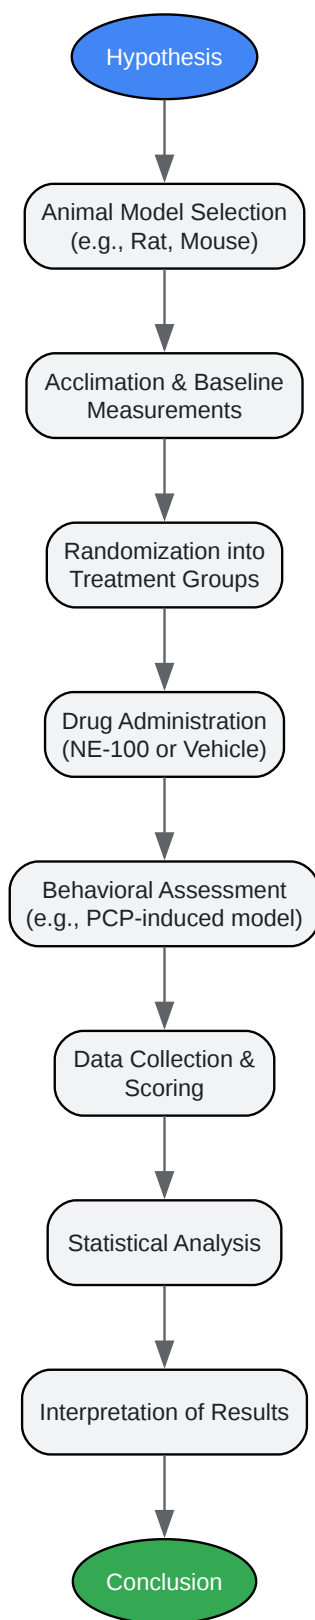 Hypothesis
Animal Model Selection
(e.g., Rat, Mouse)
Acclimation & Baseline
Measurements
Randomization into
Treatment Groups
Drug Administration
(NE-100 or Vehicle)
Behavioral Assessment
(e.g., PCP-induced model)
Data Collection &
Scoring
Statistical Analysis
Interpretation of Results
Conclusion